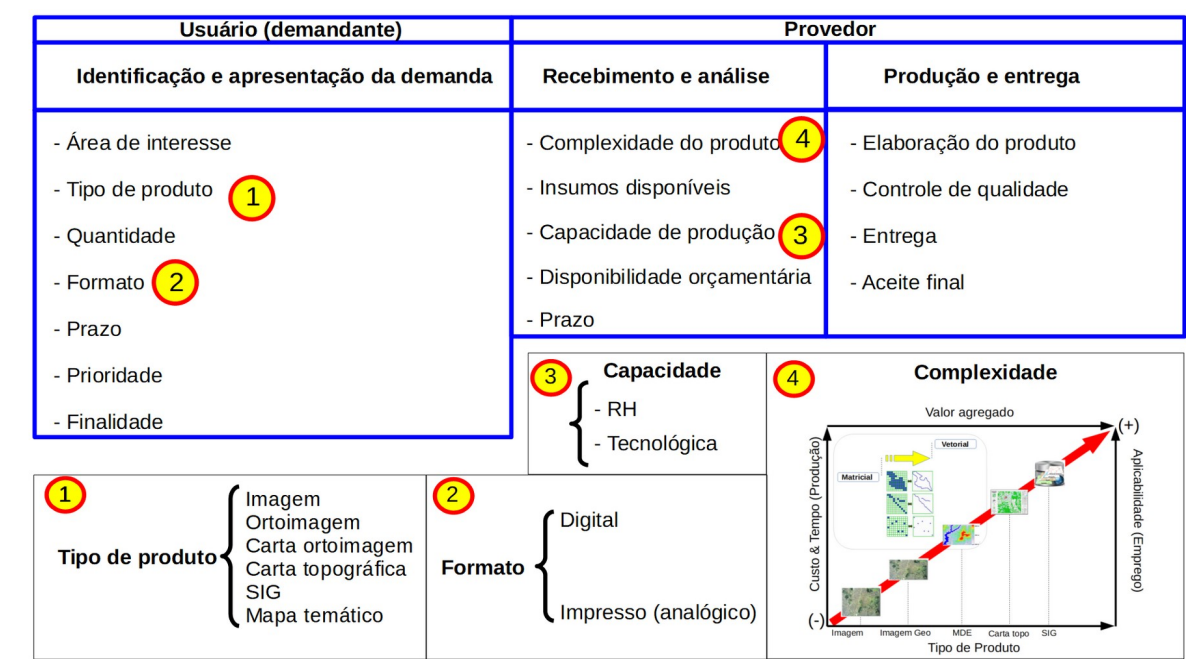 Usuário (demandante)
Provedor
Identificação e apresentação da demanda
Recebimento e análise
Produção e entrega
- Área de interesse
- Tipo de produto
1
- Quantidade
- Formato
2
- Prazo
- Prioridade
- Finalidade
- Complexidade do produto
4
- Insumos disponíveis
- Capacidade de produção
3
- Disponibilidade orçamentária
- Prazo
- Elaboração do produto
- Controle de qualidade
- Entrega
- Aceite final
3
Capacidade
- RH
- Tecnológica
4
Complexidade
Valor agregado
(+)
Vetorial
Matricial
Custo & Tempo (Produção)
Aplicabilidade (Emprego)
(-)
Imagem
Imagem Geo
MDE
Carta topo
SIG
Tipo de Produto
1
Tipo de produto
Imagem
Ortoimagem
Carta ortoimagem
Carta topográfica
SIG
Mapa temático
2
Formato
Digital
Impresso (analógico)